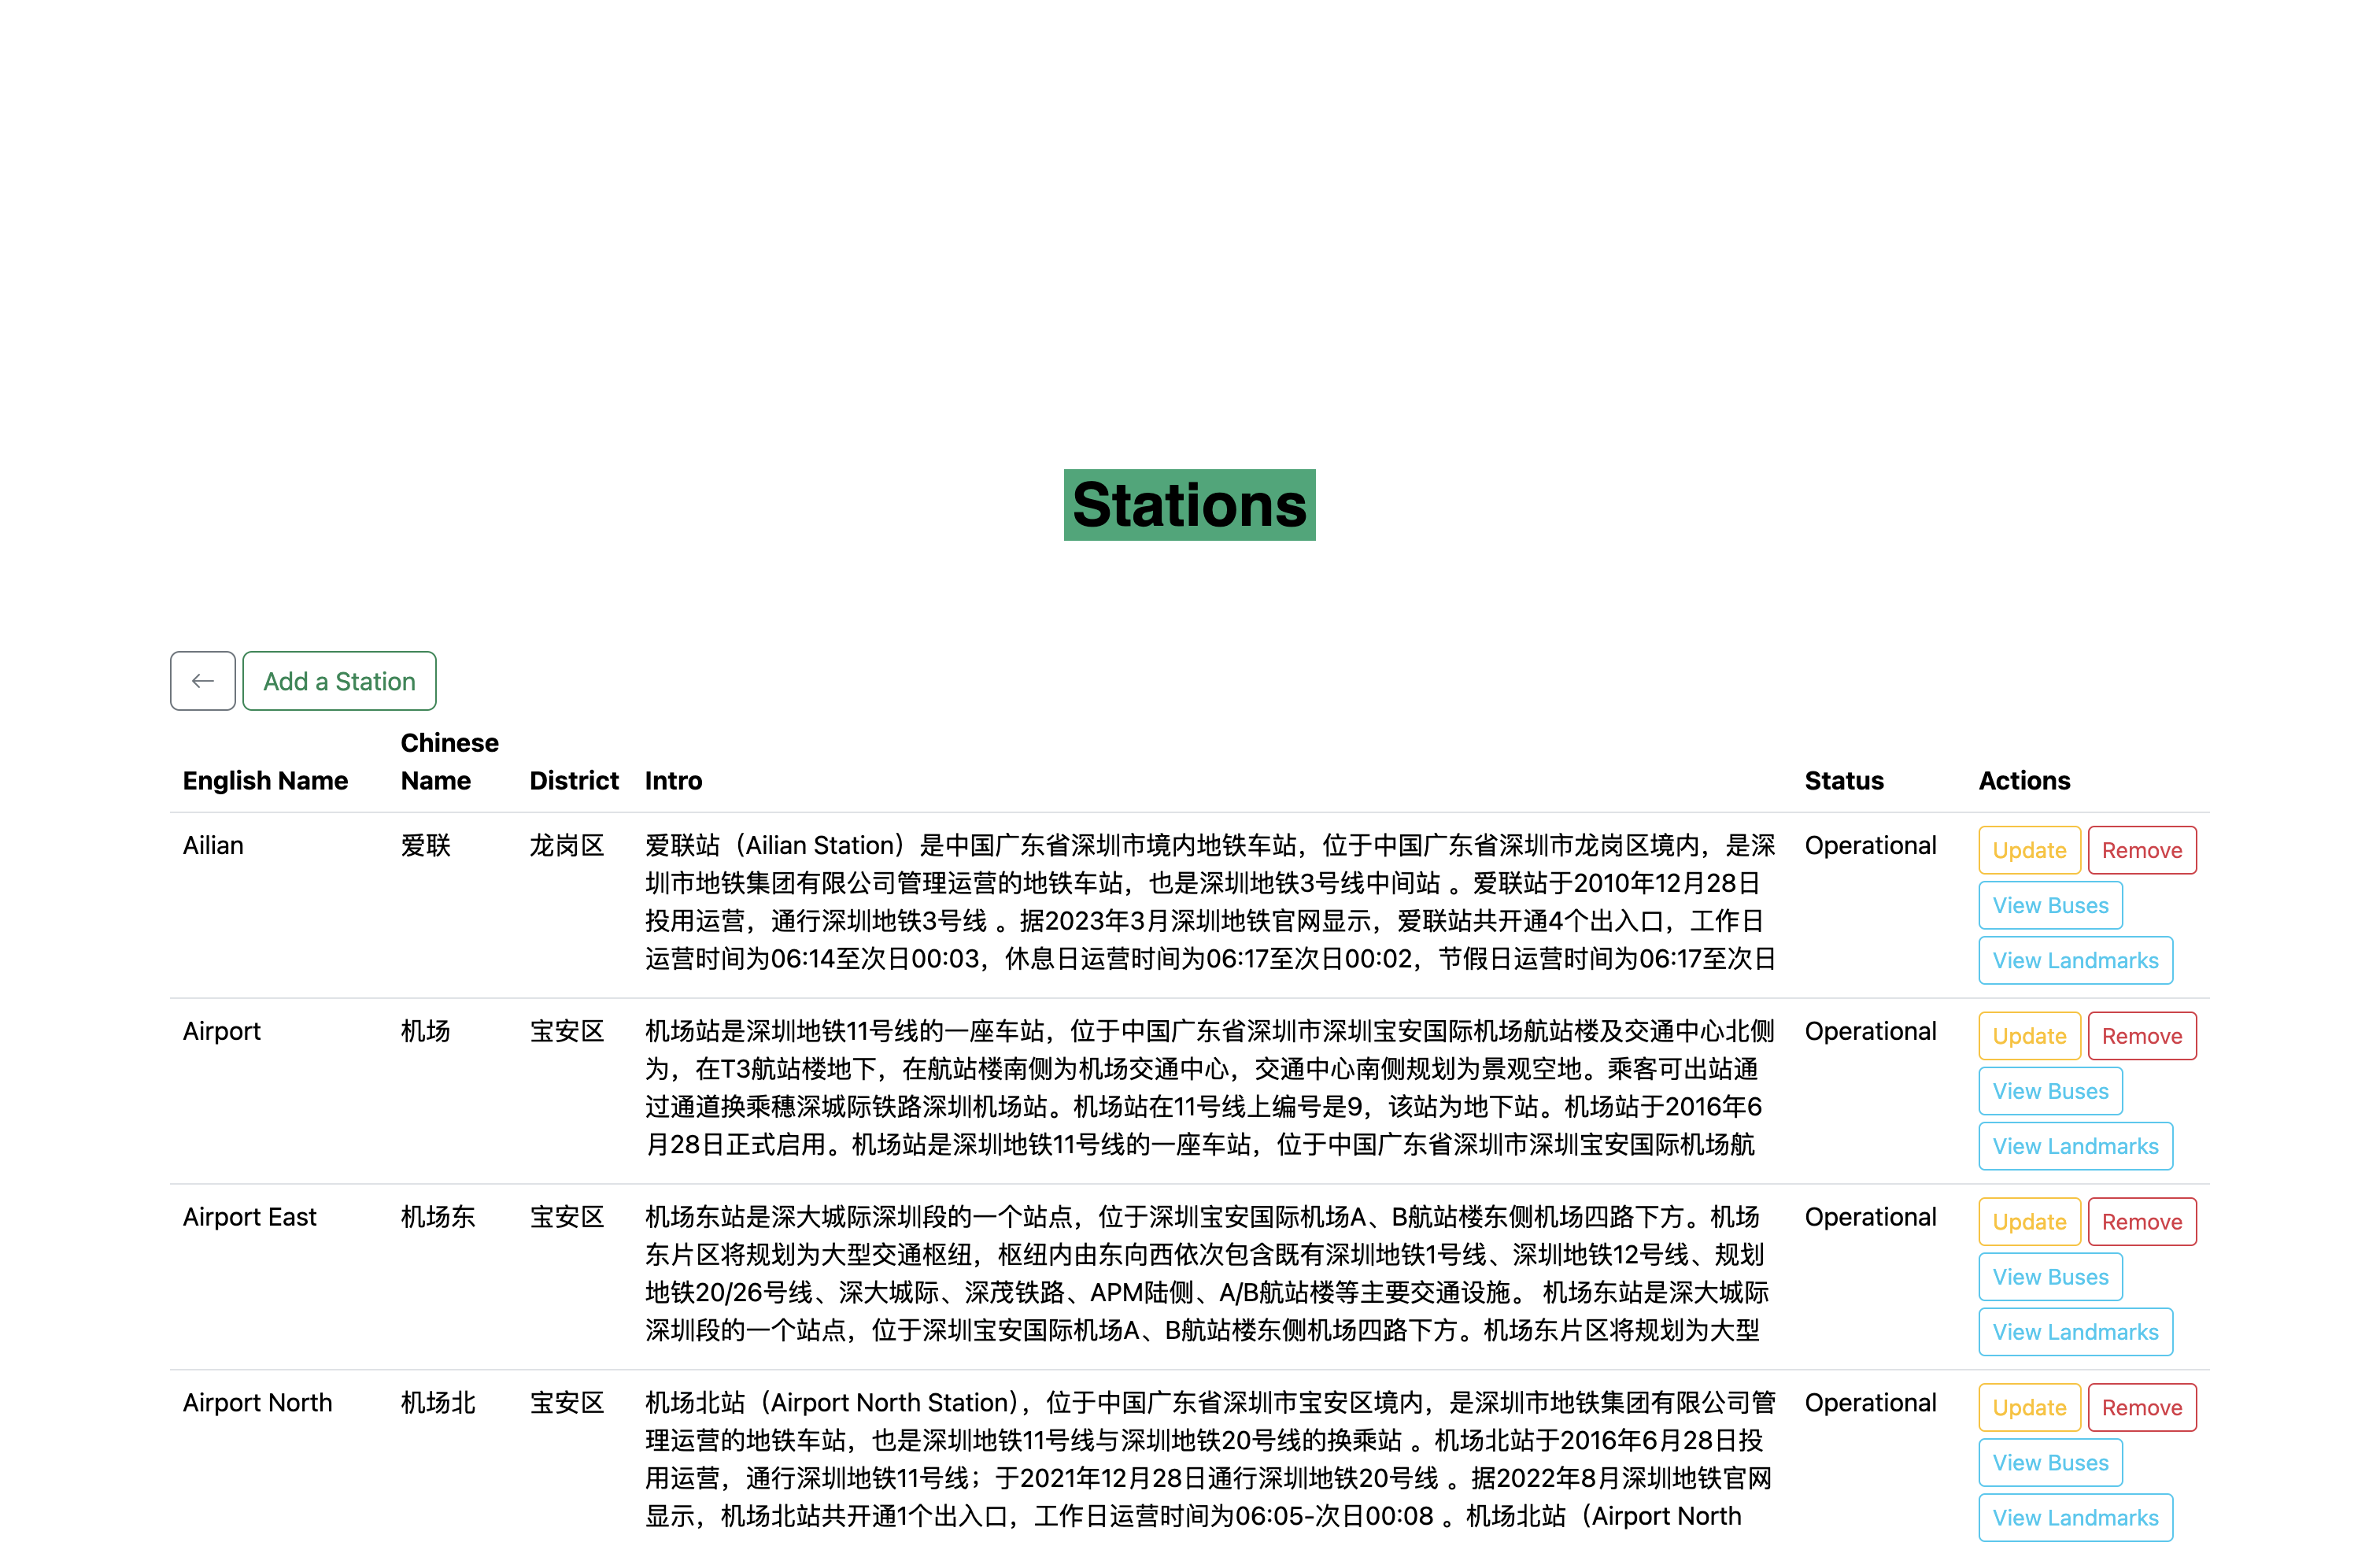 Stations
←
Add a Station
English Name
Chinese
Name
District
Intro
Status
Actions
Ailian
爱联
龙岗区
爱联站（Ailian Station）是中国广东省深圳市境内地铁车站，位于中国广东省深圳市龙岗区境内，是深
圳市地铁集团有限公司管理运营的地铁车站，也是深圳地铁3号线中间站 。爱联站于2010年12月28日
投用运营，通行深圳地铁3号线 。据2023年3月深圳地铁官网显示，爱联站共开通4个出入口，工作日
运营时间为06:14至次日00:03，休息日运营时间为06:17至次日00:02，节假日运营时间为06:17至次日
Operational
Update
Remove
View Buses
View Landmarks
Airport
机场
宝安区
机场站是深圳地铁11号线的一座车站，位于中国广东省深圳市深圳宝安国际机场航站楼及交通中心北侧
为，在T3航站楼地下，在航站楼南侧为机场交通中心，交通中心南侧规划为景观空地。乘客可出站通
过通道换乘穗深城际铁路深圳机场站。机场站在11号线上编号是9，该站为地下站。机场站于2016年6
月28日正式启用。机场站是深圳地铁11号线的一座车站，位于中国广东省深圳市深圳宝安国际机场航
Operational
Update
Remove
View Buses
View Landmarks
Airport East
机场东
宝安区
机场东站是深大城际深圳段的一个站点，位于深圳宝安国际机场A、B航站楼东侧机场四路下方。机场
东片区将规划为大型交通枢纽，枢纽内由东向西依次包含既有深圳地铁1号线、深圳地铁12号线、规划
地铁20/26号线、深大城际、深茂铁路、APM陆侧、A/B航站楼等主要交通设施。 机场东站是深大城际
深圳段的一个站点，位于深圳宝安国际机场A、B航站楼东侧机场四路下方。机场东片区将规划为大型
Operational
Update
Remove
View Buses
View Landmarks
Airport North
机场北
宝安区
机场北站（Airport North Station），位于中国广东省深圳市宝安区境内，是深圳市地铁集团有限公司管
理运营的地铁车站，也是深圳地铁11号线与深圳地铁20号线的换乘站 。机场北站于2016年6月28日投
用运营，通行深圳地铁11号线；于2021年12月28日通行深圳地铁20号线 。据2022年8月深圳地铁官网
显示，机场北站共开通1个出入口，工作日运营时间为06:05-次日00:08 。机场北站（Airport North
Operational
Update
Remove
View Buses
View Landmarks